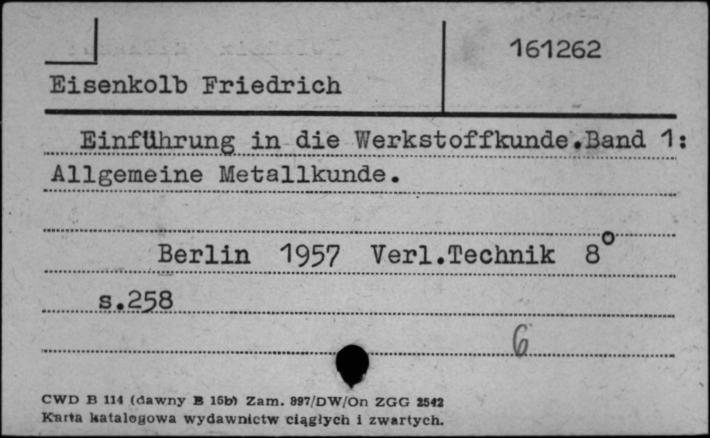 161262
Eisenkolb Friedrich
Einführung in die Werkstoffkunde.Band 1:
Allgemeine Metallkunde.
Berlin 1957 Verl.Technik 8°
s.258
6
CWD B 114 (dawny B 15b) Zam. 997/DW/On ZGG 2542
Karta katalogowa wydawnictw ciągłych i zwartych.